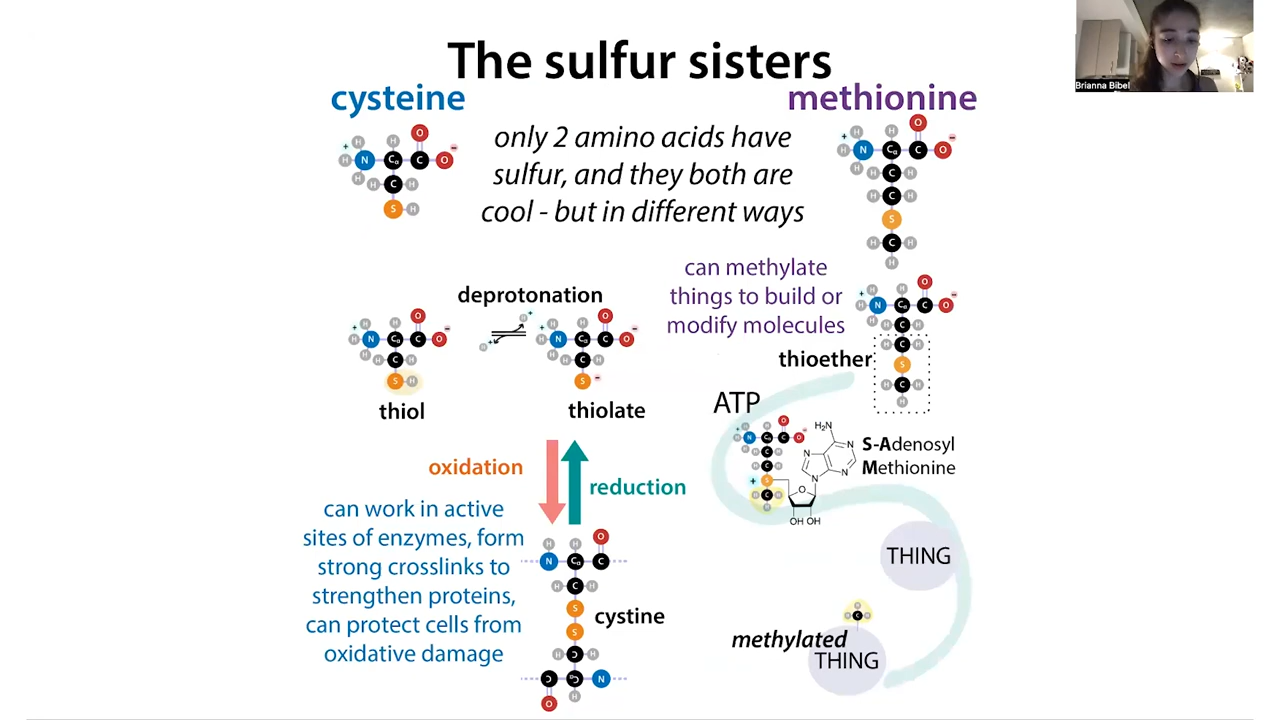 The sulfur sisters
cysteine
methionine
only 2 amino acids have
sulfur, and they both are
cool - but in different ways
Brianna Bibel
can methylate
things to build or
modify molecules
deprotonation
thiol
thiolate
thioether
ATP
S-Adenosyl
Methionine
H₂N
N
N
N
N
O
OH OH
oxidation
reduction
can work in active
sites of enzymes, form
strong crosslinks to
strengthen proteins,
can protect cells from
oxidative damage
cystine
THING
methylated
THING